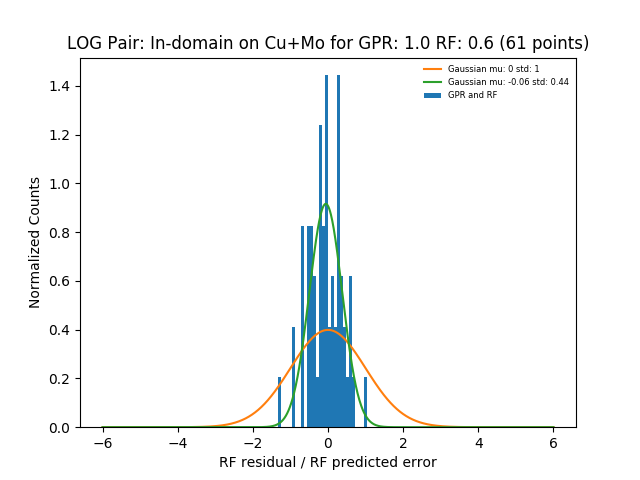 LOG Pair: In-domain on Cu+Mo for GPR: 1.0 RF: 0.6 (61 points)
Gaussian mu: 0 std: 1
Gaussian mu: -0.06 std: 0.44
GPR and RF
Normalized Counts
1.4
1.2
1.0
0.8
0.6
0.4
0.2
0.0
−6 −4 −2 0 2 4 6
RF residual / RF predicted error